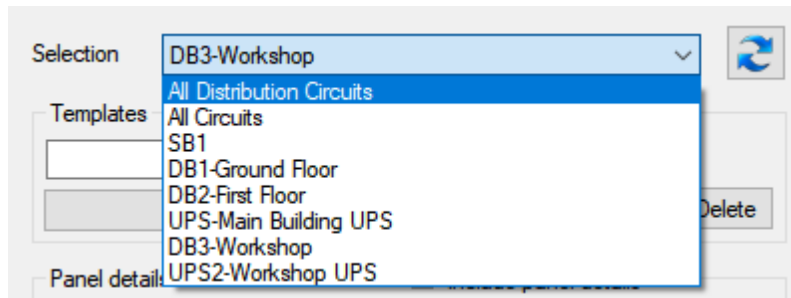 Selection DB3-Workshop
All Distribution Circuits
Templates All Circuits
SB1
DB1-Ground Floor
DB2-First Floor
UPS-Main Building UPS Delete
DB3-Workshop
Panel details UPS2-Workshop UPS